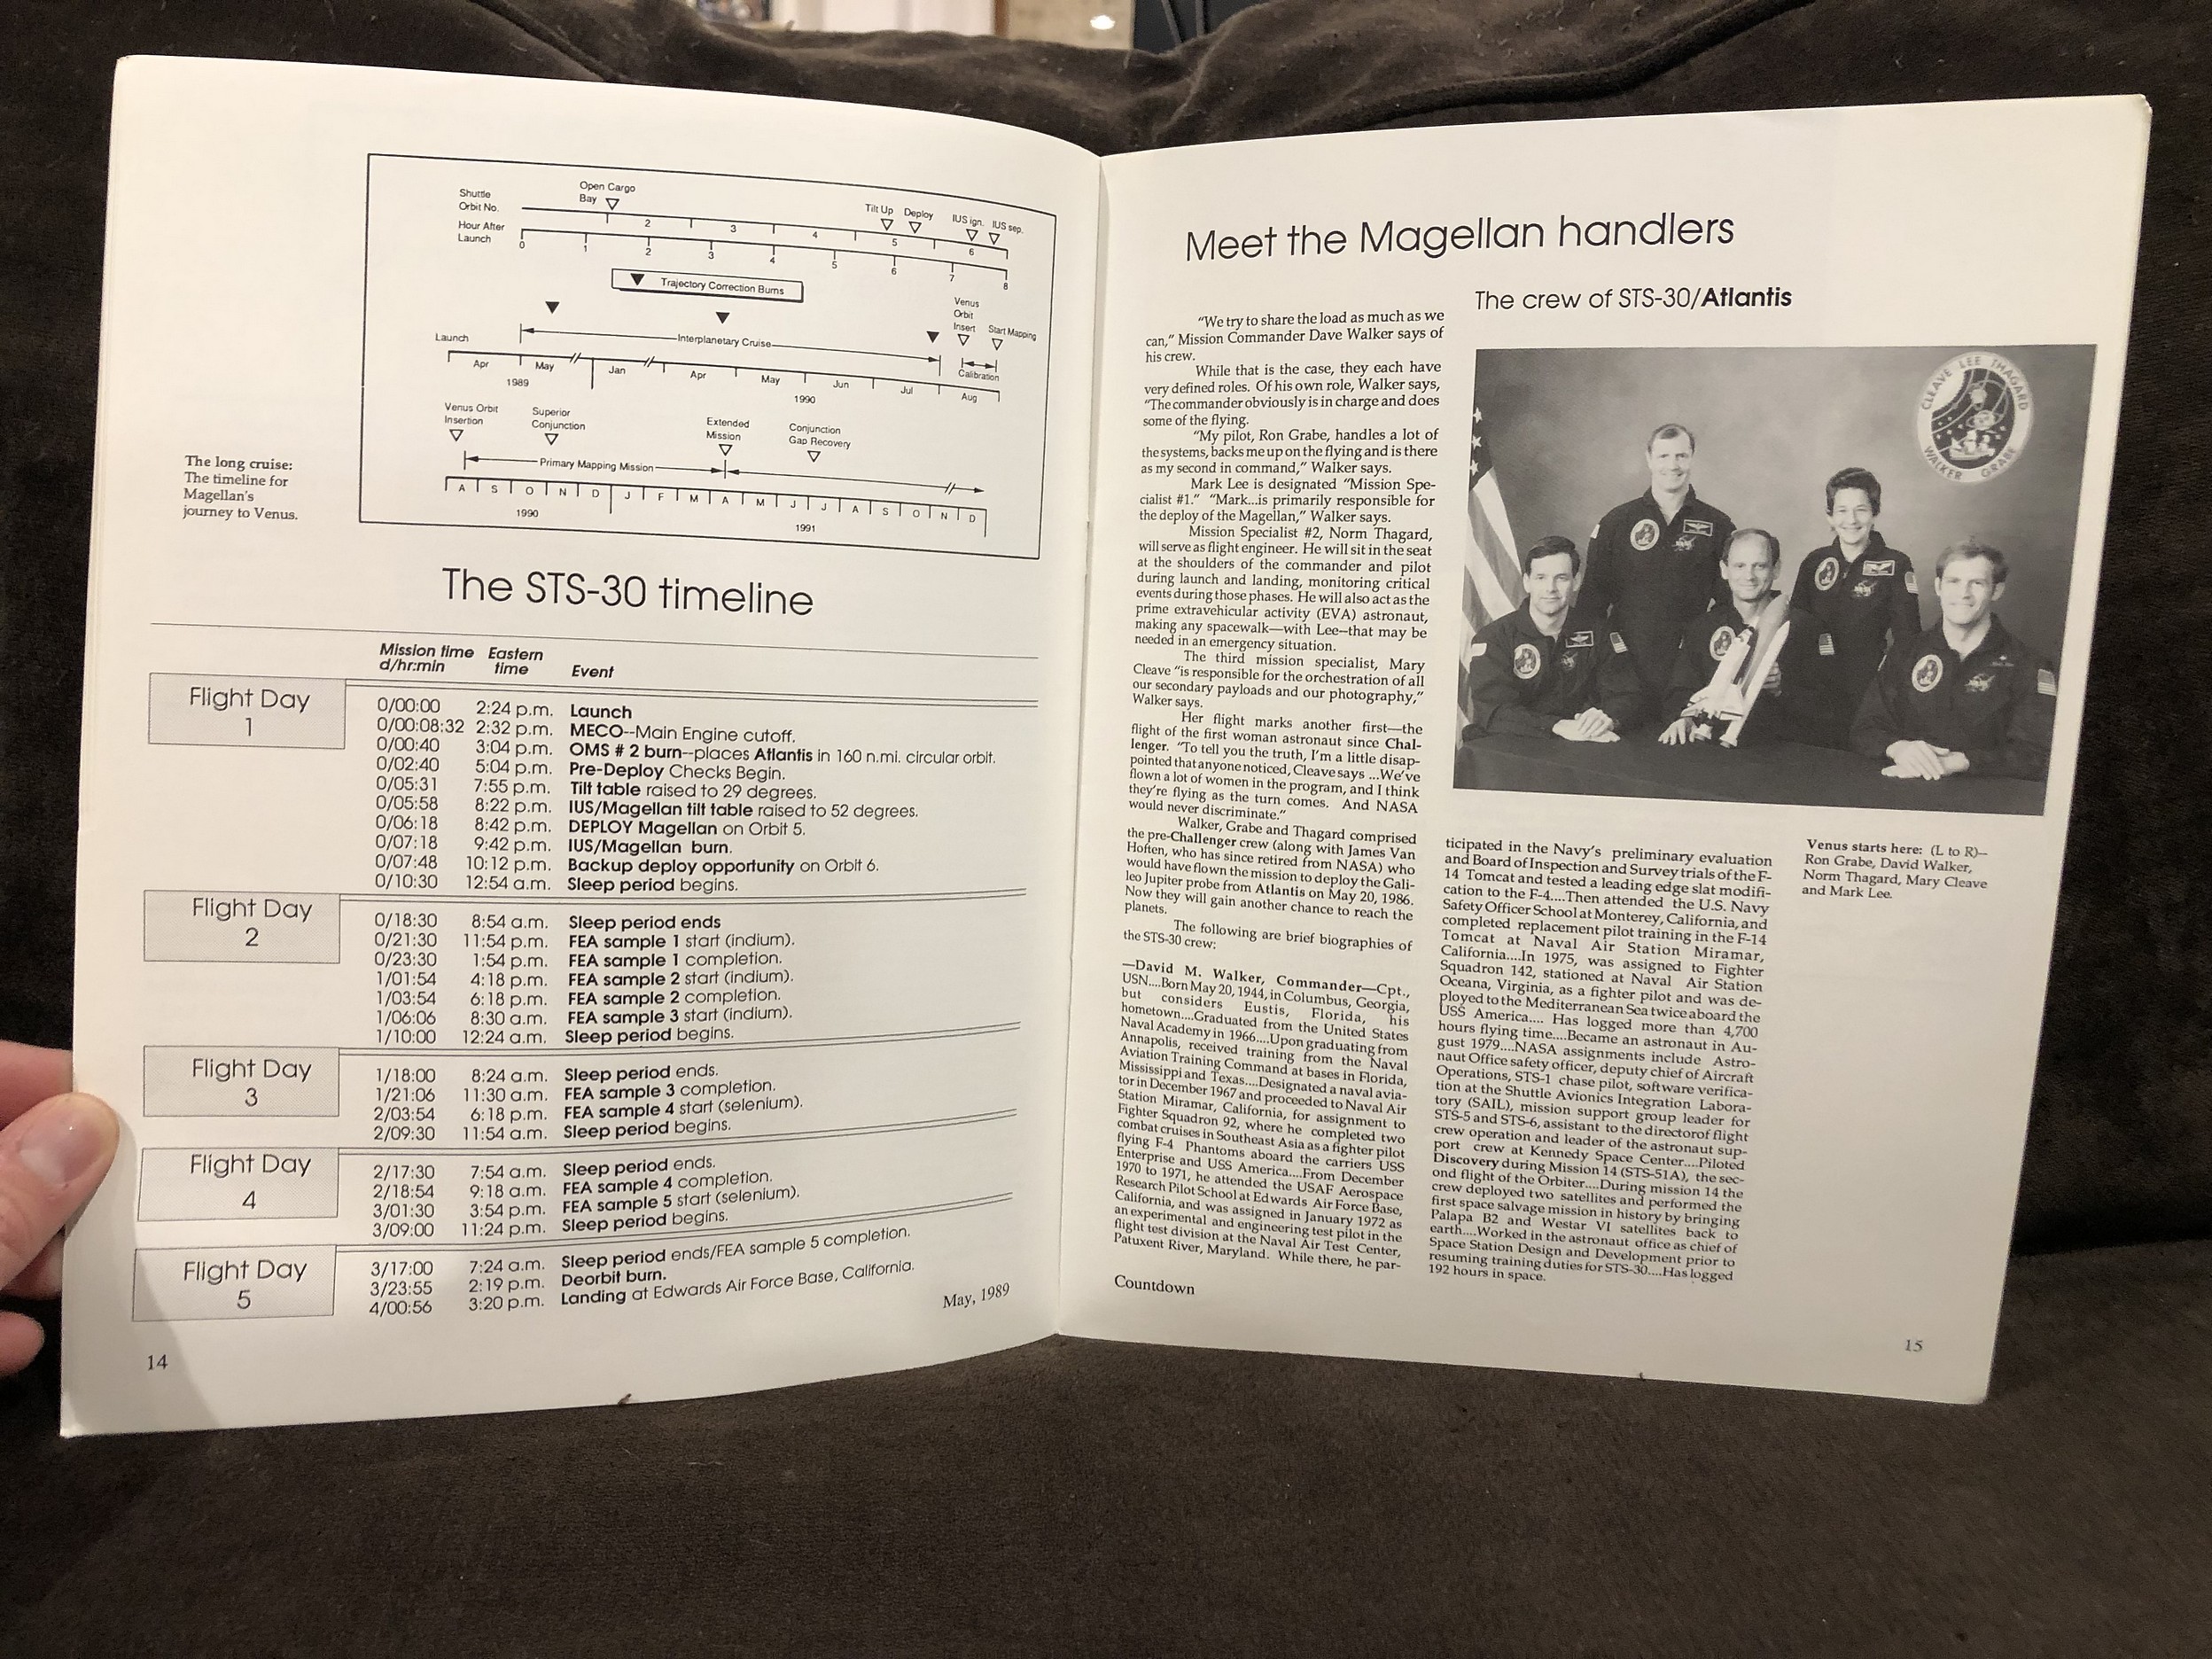 Shuttle
Orbit No.
Open Cargo
Bay
Tilt Up
Deploy
IUS ign.
IUS sep.
2
3
4
5
6
Hour After
Launch
0
1
2
3
4
5
6
7
8
Trajectory Correction Burns
Venus
Orbit
Insert
Start Mapping
Launch
Interplanetary Cruise
Calibration
Apr
May
Jan
Apr
May
Jun
Jul
Aug
1989
1990
Venus Orbit
Insertion
Superior
Conjunction
Extended
Mission
Conjunction
Gap Recovery
Primary Mapping Mission
A S O N D J F M A M J J A S O N D
1990
1991
The long cruise:
The timeline for
Magellan's
journey to Venus.
The STS-30 timeline
Mission time Eastern
d/hr:min time Event
Flight Day
1
0/00:00 2:24 p.m. Launch
0/00:08:32 2:32 p.m. MECO--Main Engine cutoff.
0/00:40 3:04 p.m. OMS # 2 burn--places Atlantis in 160 n.mi. circular orbit.
0/02:40 5:04 p.m. Pre-Deploy Checks Begin.
0/05:31 7:55 p.m. Tilt table raised to 29 degrees.
0/05:58 8:22 p.m. IUS/Magellan tilt table raised to 52 degrees.
0/06:18 8:42 p.m. DEPLOY Magellan on Orbit 5.
0/07:18 9:42 p.m. IUS/Magellan burn.
0/07:48 10:12 p.m. Backup deploy opportunity on Orbit 6.
0/10:30 12:54 a.m. Sleep period begins.
Flight Day
2
0/18:30 8:54 a.m. Sleep period ends
0/21:30 11:54 p.m. FEA sample 1 start (indium).
0/23:30 1:54 p.m. FEA sample 1 completion.
1/01:54 4:18 p.m. FEA sample 2 start (indium).
1/03:54 6:18 p.m. FEA sample 2 completion.
1/06:06 8:30 a.m. FEA sample 3 start (indium).
1/10:00 12:24 a.m. Sleep period begins.
Flight Day
3
1/18:00 8:24 a.m. Sleep period ends.
1/21:06 11:30 a.m. FEA sample 3 completion.
2/03:54 6:18 p.m. FEA sample 4 start (selenium).
2/09:30 11:54 a.m. Sleep period begins.
Flight Day
4
2/17:30 7:54 a.m. Sleep period ends.
2/18:54 9:18 a.m. FEA sample 4 completion.
3/01:30 3:54 p.m. FEA sample 5 start (selenium).
3/09:00 11:24 p.m. Sleep period begins.
Flight Day
5
3/17:00 7:24 a.m. Sleep period ends/FEA sample 5 completion.
3/23:55 2:19 p.m. Deorbit burn.
4/00:56 3:20 p.m. Landing at Edwards Air Force Base, California.
May, 1989
14
Meet the Magellan handlers
The crew of STS-30/Atlantis
"We try to share the load as much as we
can," Mission Commander Dave Walker says of
his crew.
While that is the case, they each have
very defined roles. Of his own role, Walker says,
"The commander obviously is in charge and does
some of the flying.
"My pilot, Ron Grabe, handles a lot of
the systems, backs me up on the flying and is there
as my second in command," Walker says.
Mark Lee is designated "Mission Spe-
cialist #1." "Mark...is primarily responsible for
the deploy of the Magellan," Walker says.
Mission Specialist #2, Norm Thagard,
will serve as flight engineer. He will sit in the seat
at the shoulders of the commander and pilot
during launch and landing, monitoring critical
events during those phases. He will also act as the
prime extravehicular activity (EVA) astronaut,
making any spacewalk—with Lee—that may be
needed in an emergency situation.
The third mission specialist, Mary
Cleave "is responsible for the orchestration of all
our secondary payloads and our photography,"
Walker says.
Her flight marks another first—the
flight of the first woman astronaut since Chal-
lenger. "To tell you the truth, I'm a little disap-
pointed that anyone noticed, Cleave says ...We've
flown a lot of women in the program, and I think
they're flying as the turn comes. And NASA
would never discriminate."
Walker, Grabe and Thagard comprised
the pre-Challenger crew (along with James Van
Hoften, who has since retired from NASA) who
would have flown the mission to deploy the Gali-
leo Jupiter probe from Atlantis on May 20, 1986.
Now they will gain another chance to reach the
planets.
The following are brief biographies of
the STS-30 crew:
—David M. Walker, Commander—Cpt.,
USN....Born May 20, 1944, in Columbus, Georgia,
but considers Eustis, Florida, his
hometown....Graduated from the United States
Naval Academy in 1966....Upon graduating from
Annapolis, received training from the Naval
Aviation Training Command at bases in Florida,
Mississippi and Texas....Designated a naval avia-
tor in December 1967 and proceeded to Naval Air
Station Miramar, California, for assignment to
Fighter Squadron 92, where he completed two
combat cruises in Southeast Asia as a fighter pilot
flying F-4 Phantoms aboard the carriers USS
Enterprise and USS America....From December
1970 to 1971, he attended the USAF Aerospace
Research Pilot School at Edwards Air Force Base,
California, and was assigned in January 1972 as
an experimental and engineering test pilot in the
flight test division at the Naval Air Test Center,
Patuxent River, Maryland. While there, he par-
CLEAVE LEE THAGARD
WALKER GRABE
ticipated in the Navy's preliminary evaluation
and Board of Inspection and Survey trials of the F-
14 Tomcat and tested a leading edge slat modifi-
cation to the F-4....Then attended the U.S. Navy
Safety Officer School at Monterey, California, and
completed replacement pilot training in the F-14
Tomcat at Naval Air Station Miramar,
California....In 1975, was assigned to Fighter
Squadron 142, stationed at Naval Air Station
Oceana, Virginia, as a fighter pilot and was de-
ployed to the Mediterranean Sea twice aboard the
USS America.... Has logged more than 4,700
hours flying time....Became an astronaut in Au-
gust 1979....NASA assignments include Astro-
naut Office safety officer, deputy chief of Aircraft
Operations, STS-1 chase pilot, software verifica-
tion at the Shuttle Avionics Integration Labora-
tory (SAIL), mission support group leader for
STS-5 and STS-6, assistant to the directorof flight
crew operation and leader of the astronaut sup-
port crew at Kennedy Space Center....Piloted
Discovery during Mission 14 (STS-51A), the sec-
ond flight of the Orbiter....During mission 14 the
crew deployed two satellites and performed the
first space salvage mission in history by bringing
Palapa B2 and Westar VI satellites back to
earth....Worked in the astronaut office as chief of
Space Station Design and Development prior to
resuming training duties for STS-30....Has logged
192 hours in space.
Venus starts here: (L to R)—
Ron Grabe, David Walker,
Norm Thagard, Mary Cleave
and Mark Lee.
Countdown
15